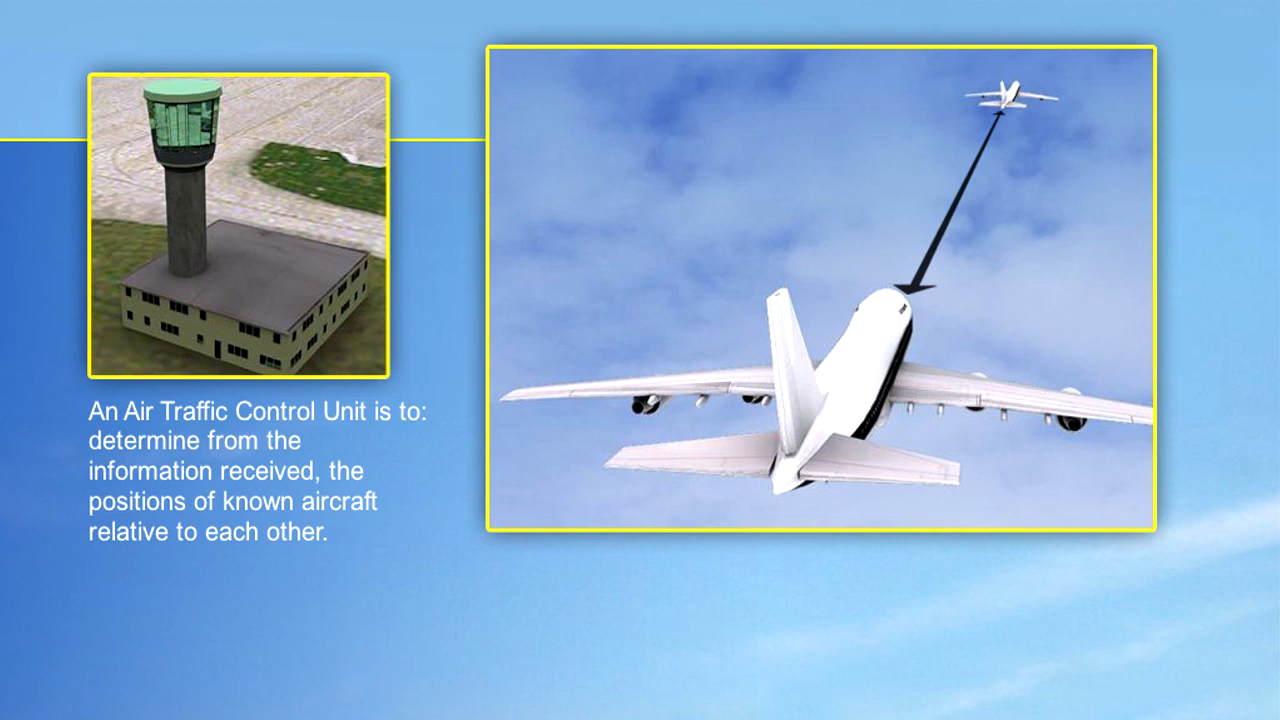 An Air Traffic Control Unit is to:
determine from the
information received, the
positions of known aircraft
relative to each other.